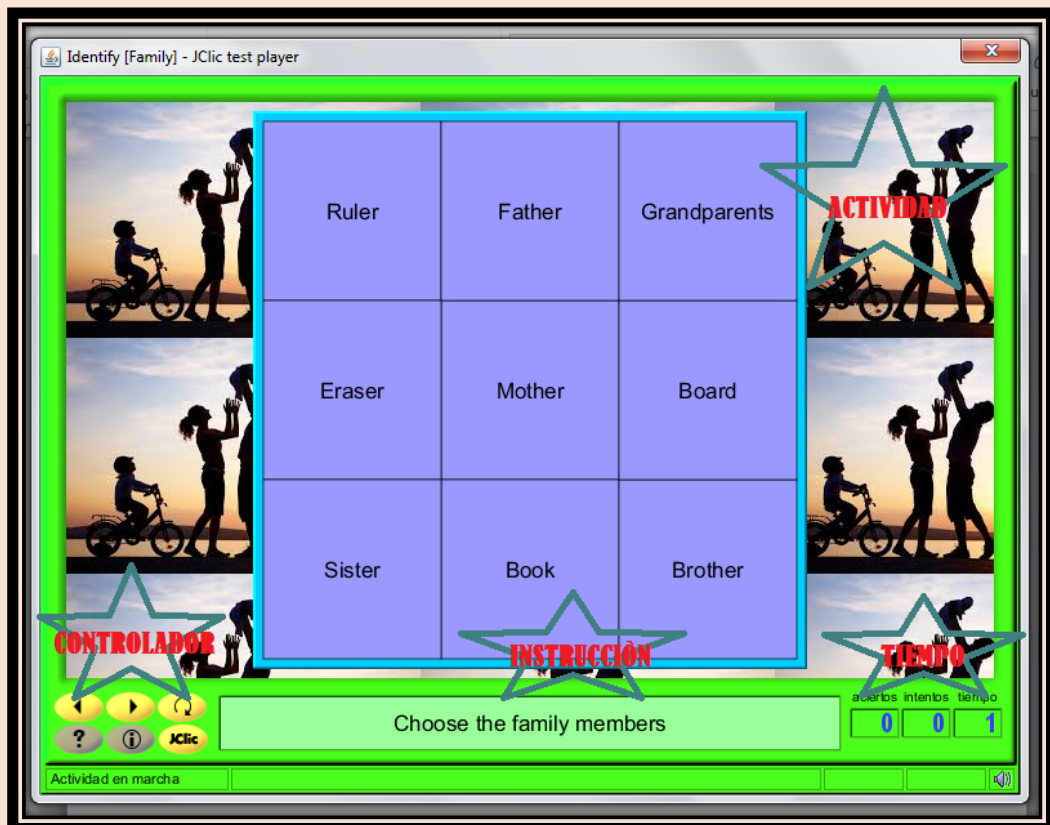 Identify [Family] - JClic test player
ACTIVIDAD
Ruler Father Grandparents
Eraser Mother Board
Sister Book Brother
CONTROLADOR
INSTRUCCIÒN
TIEMPO
aciertos intentos tiempo
0 0 1
Choose the family members
? i JClic
Actividad en marcha